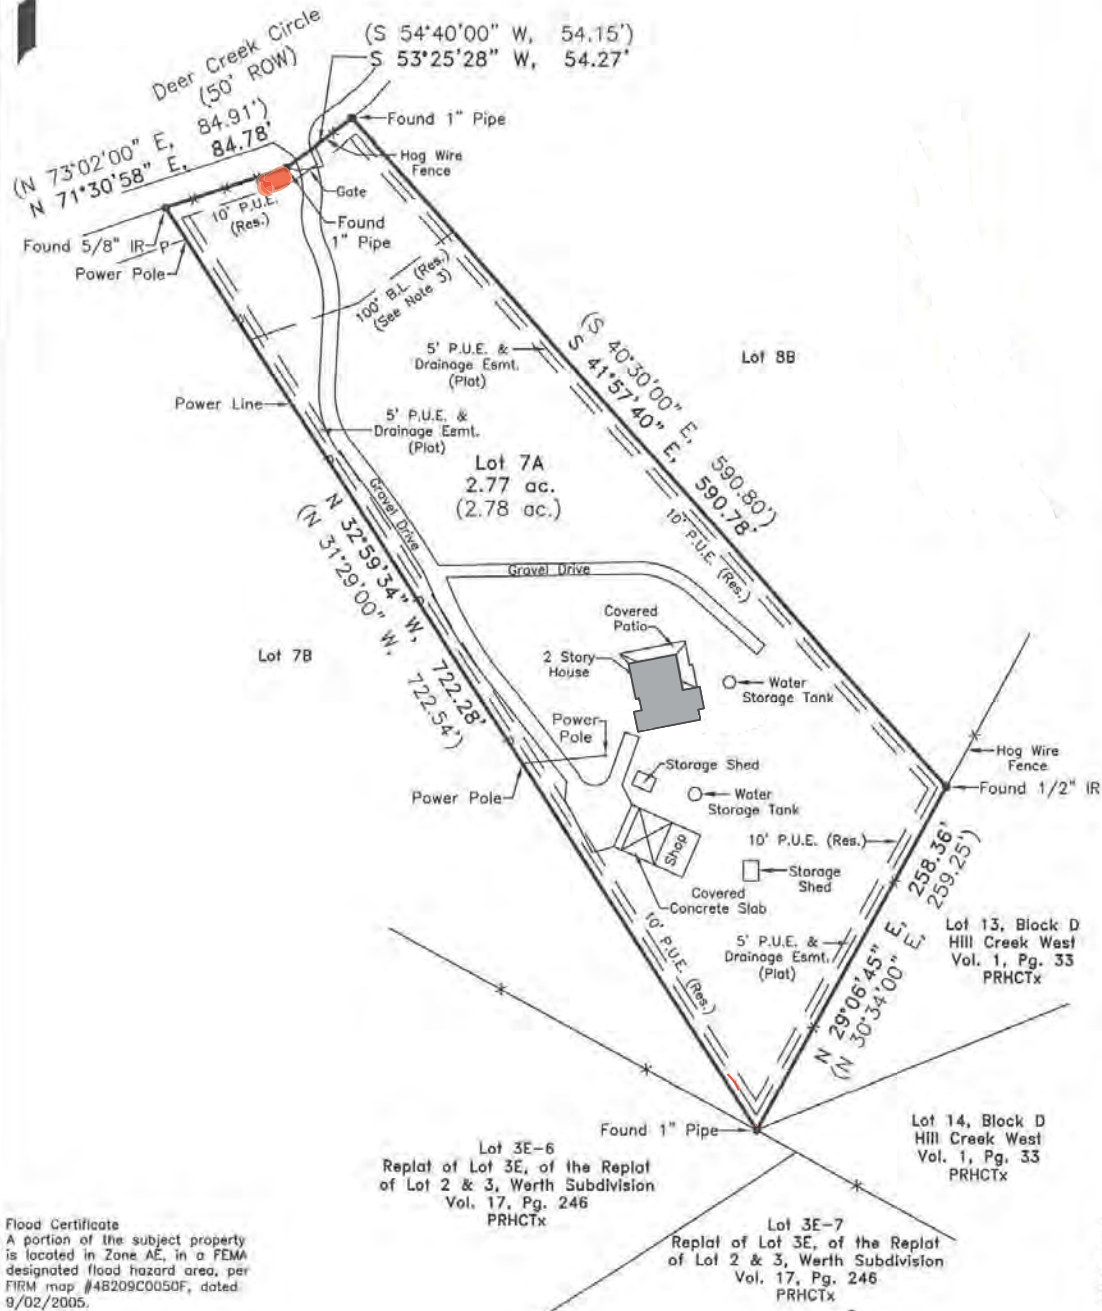 (S 54°40'00" W, 54.15')
S 53°25'28" W, 54.27'
Deer Creek Circle
(50' ROW)
(N 73°02'00" E, 84.91')
N 71°30'58" E, 84.78'
Found 1" Pipe
Hog Wire
Fence
Gate
10' P.U.E.
(Res.)
Found
1" Pipe
Found 5/8" IR
P
Power Pole
100' B.L. (Res.)
(See Note 3)
(S 40°30'00" E, 590.80')
S 41°57'40" E, 590.78'
5' P.U.E. &
Drainage Esmt.
(Plat)
Lot 8B
Power Line
5' P.U.E. &
Drainage Esmt.
(Plat)
Lot 7A
2.77 ac.
(2.78 ac.)
Gravel Drive
N 32°59'34" W, 722.28'
(N 31°29'00" W, 722.54')
10' P.U.E. (Res.)
Gravel Drive
Lot 7B
Covered
Patio
2 Story
House
Water
Storage Tank
Power
Pole
Hog Wire
Fence
Storage Shed
Found 1/2" IR
Power Pole
Water
Storage Tank
10' P.U.E. (Res.)
Shop
Storage
Shed
Covered
Concrete Slab
N 29°06'45" E, 258.36'
(N 30°34'00" E, 259.25')
10' P.U.E. (Res.)
5' P.U.E. &
Drainage Esmt.
(Plat)
Lot 13, Block D
Hill Creek West
Vol. 1, Pg. 33
PRHCTx
Found 1" Pipe
Lot 14, Block D
Hill Creek West
Vol. 1, Pg. 33
PRHCTx
Lot 3E-6
Replat of Lot 3E, of the Replat
of Lot 2 & 3, Werth Subdivision
Vol. 17, Pg. 246
PRHCTx
Lot 3E-7
Replat of Lot 3E, of the Replat
of Lot 2 & 3, Werth Subdivision
Vol. 17, Pg. 246
PRHCTx
Flood Certificate
A portion of the subject property
is located in Zone AE, in a FEMA
designated flood hazard area, per
FIRM map #48209C0050F, dated
9/02/2005.